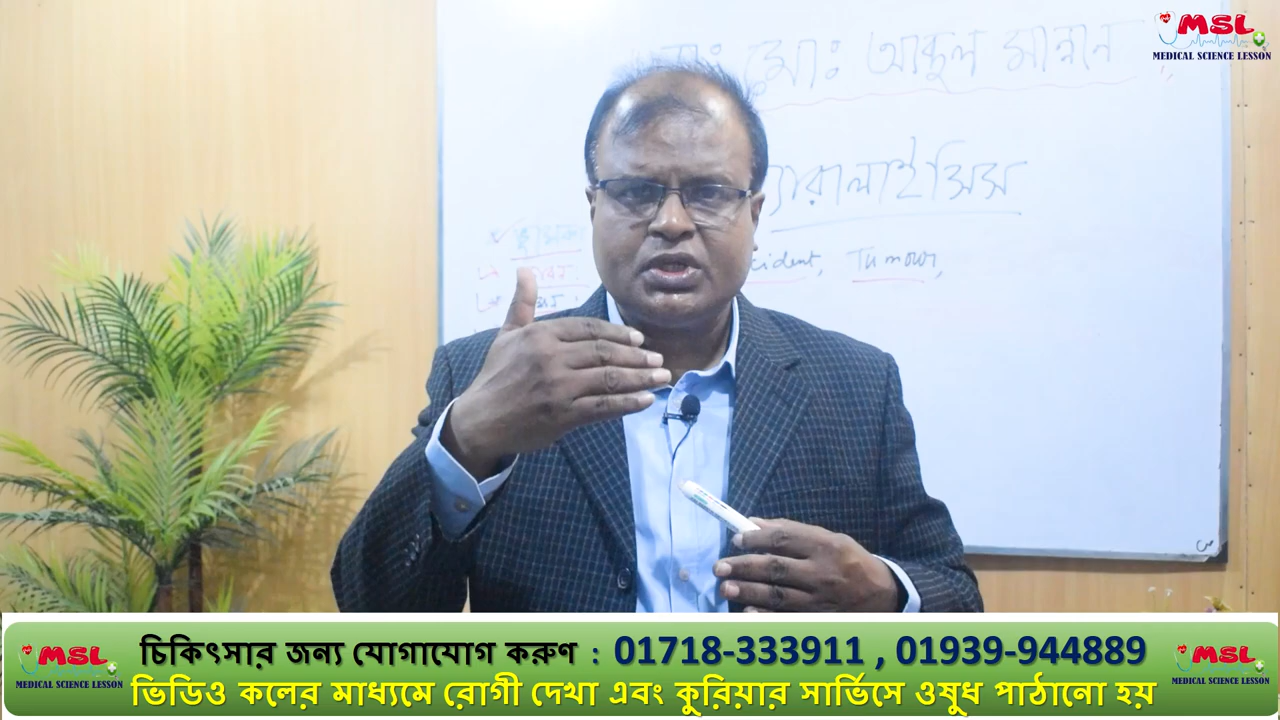 MSL
MEDICAL SCIENCE LESSON
মোঃ আব্দুল মান্নান
প্যারালাইসিস
cident, Tumour,
MSL
MEDICAL SCIENCE LESSON
চিকিৎসার জন্য যোগাযোগ করুণ : 01718-333911 , 01939-944889
ভিডিও কলের মাধ্যমে রোগী দেখা এবং কুরিয়ার সার্ভিসে ওষুধ পাঠানো হয়
MSL
MEDICAL SCIENCE LESSON